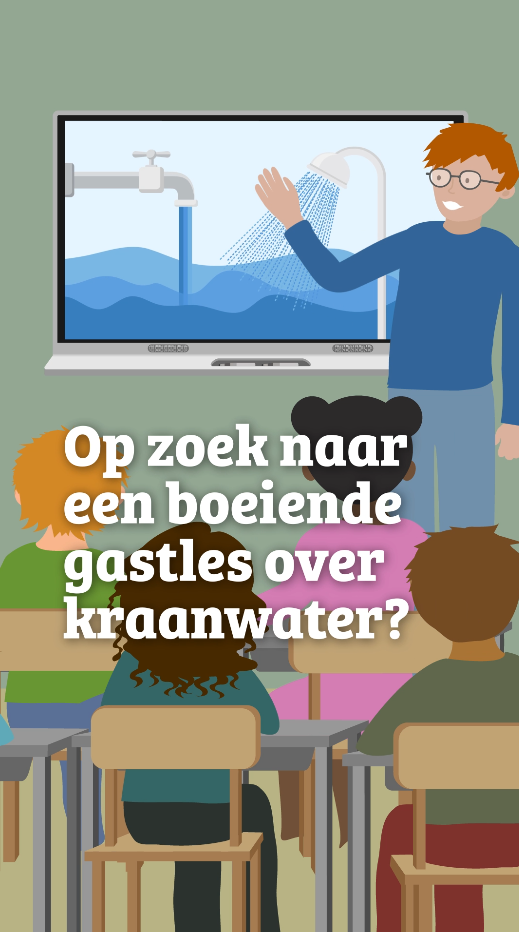 Op zoek naar
een boeiende
gastles over
kraanwater?